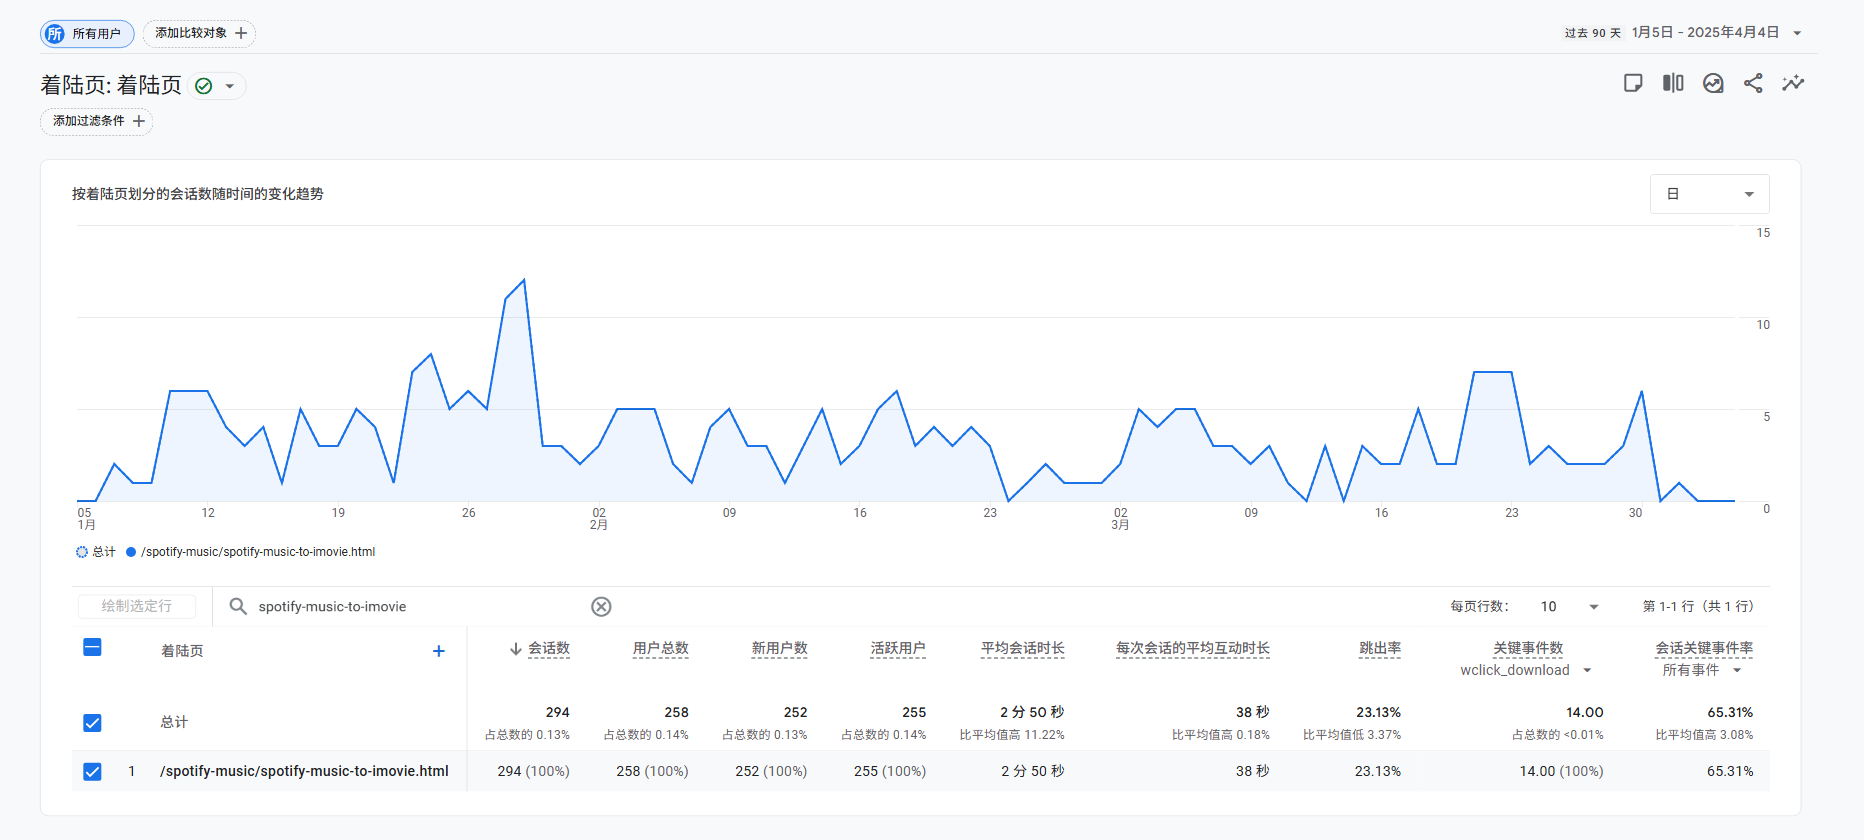 所 所有用户 添加比较对象 + 过去 90 天 1月5日 - 2025年4月4日
着陆页: 着陆页
添加过滤条件 +
按着陆页划分的会话数随时间的变化趋势
日
15
10
5
0
05 12 19 26 02 09 16 23 02 09 16 23 30
1月 2月 3月
总计 /spotify-music/spotify-music-to-imovie.html
绘制选定行 spotify-music-to-imovie 每页行数： 10 第 1-1 行（共 1 行）
着陆页 + ↓ 会话数 用户总数 新用户数 活跃用户 平均会话时长 每次会话的平均互动时长 跳出率 关键事件数 会话关键事件率
wclick_download 所有事件
总计 294 258 252 255 2 分 50 秒 38 秒 23.13% 14.00 65.31%
占总数的 0.13% 占总数的 0.14% 占总数的 0.13% 占总数的 0.14% 比平均值高 11.22% 比平均值高 0.18% 比平均值低 3.37% 占总数的 <0.01% 比平均值高 3.08%
1 /spotify-music/spotify-music-to-imovie.html 294 (100%) 258 (100%) 252 (100%) 255 (100%) 2 分 50 秒 38 秒 23.13% 14.00 (100%) 65.31%